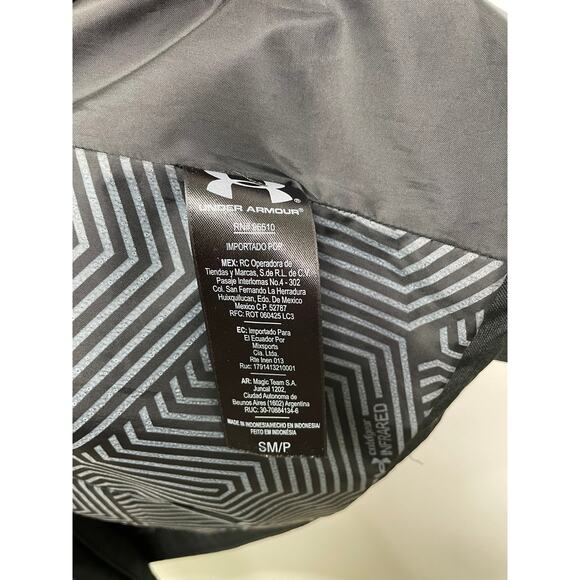 UNDER ARMOUR®
RN# 96510
IMPORTADO POR
MEX: RC Operadora de
Tiendas y Marcas, S.de R.L. de C.V.
Pasaje Interlomas No.4 - 302
Col. San Fernando La Herradura
Huixquilucan, Edo. De Mexico
Mexico C.P. 52787
RFC: ROT 060425 LC3
EC: Importado Para
El Ecuador Por
Mixsports
Cia. Ltda.
Rte Inen 013
Ruc: 1791413210001
AR: Magic Team S.A.
Juncal 1202,
Ciudad Autonoma de
Beunos Aires (1602) Argentina
RUC: 30-70884134-6
MADE IN INDONESIA/HECHO EN INDONESIA/
FEITO EM INDONÉSIA
SM/P
coldgear
INFRARED